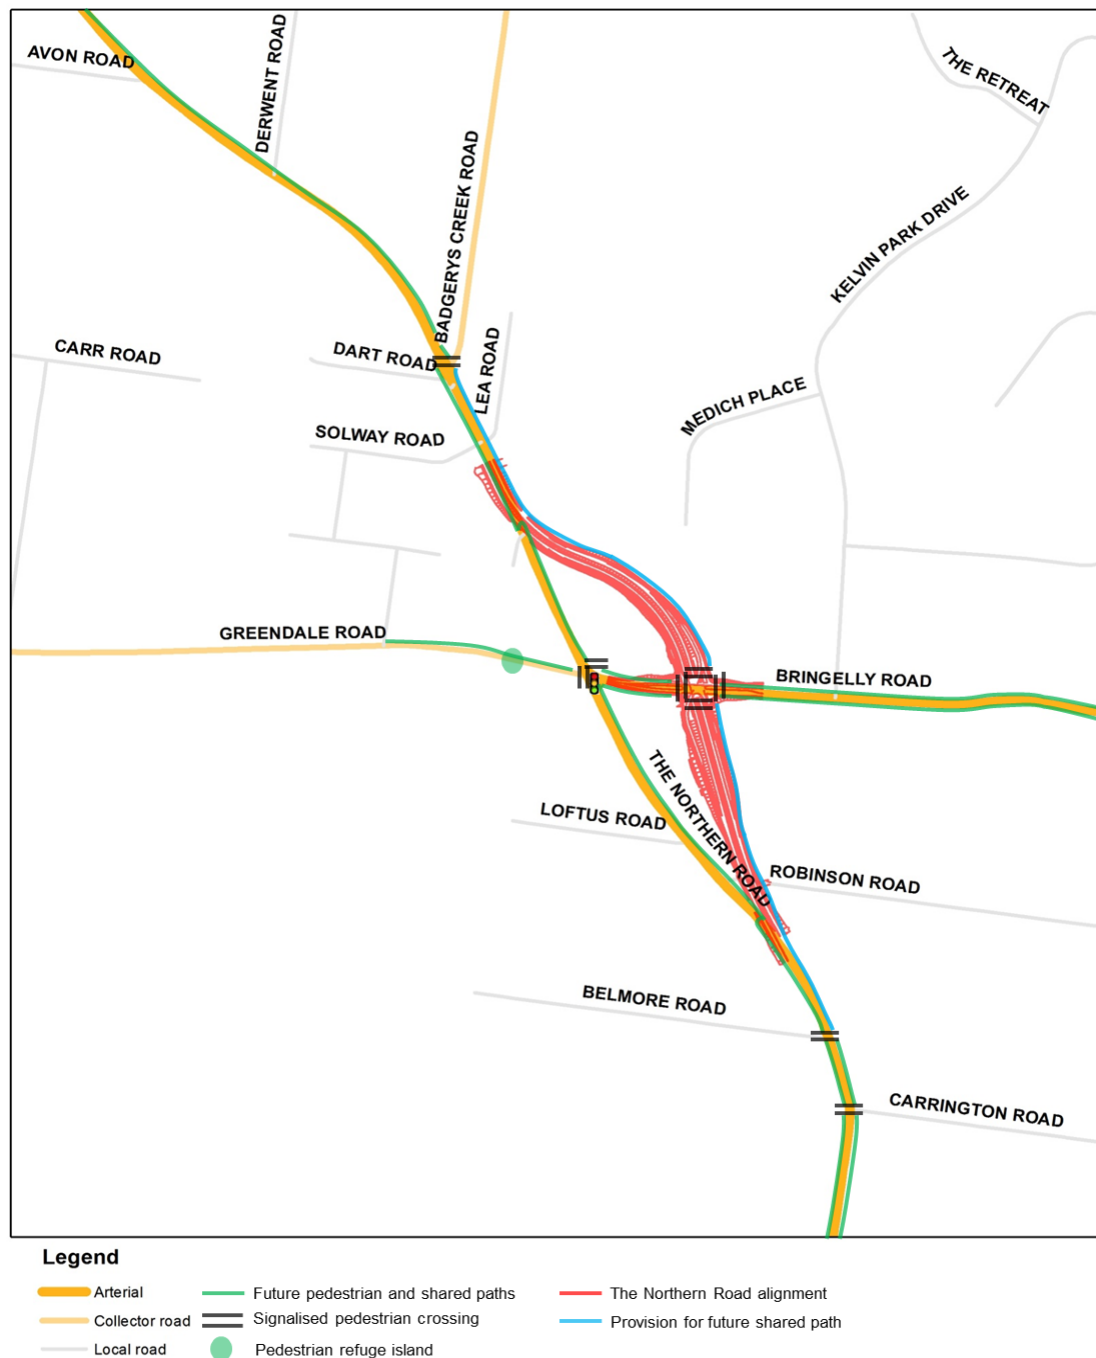 AVON ROAD
DERWENT ROAD
THE RETREAT
BADGERYS CREEK ROAD
KELVIN PARK DRIVE
CARR ROAD
DART ROAD
LEA ROAD
MEDICH PLACE
SOLWAY ROAD
GREENDALE ROAD
BRINGELLY ROAD
THE NORTHERN ROAD
LOFTUS ROAD
ROBINSON ROAD
BELMORE ROAD
CARRINGTON ROAD
Legend
Arterial
Future pedestrian and shared paths
The Northern Road alignment
Collector road
Signalised pedestrian crossing
Provision for future shared path
Local road
Pedestrian refuge island